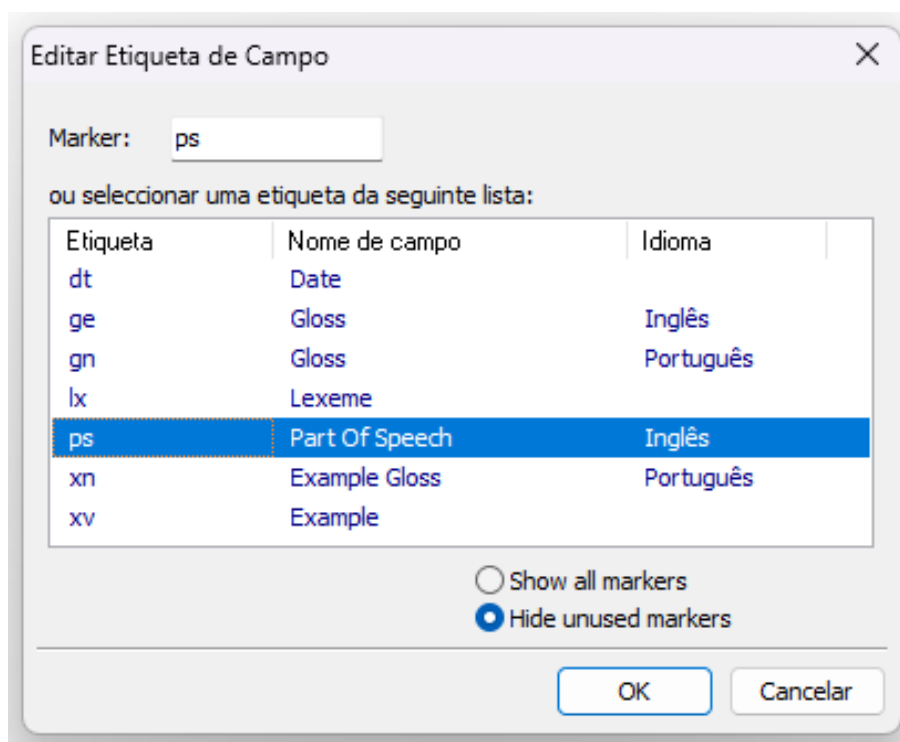 Editar Etiqueta de Campo
Marker: ps
ou seleccionar uma etiqueta da seguinte lista:
Etiqueta Nome de campo Idioma
dt Date
ge Gloss Inglês
gn Gloss Português
lx Lexeme
ps Part Of Speech Inglês
xn Example Gloss Português
xv Example
Show all markers
Hide unused markers
OK Cancelar